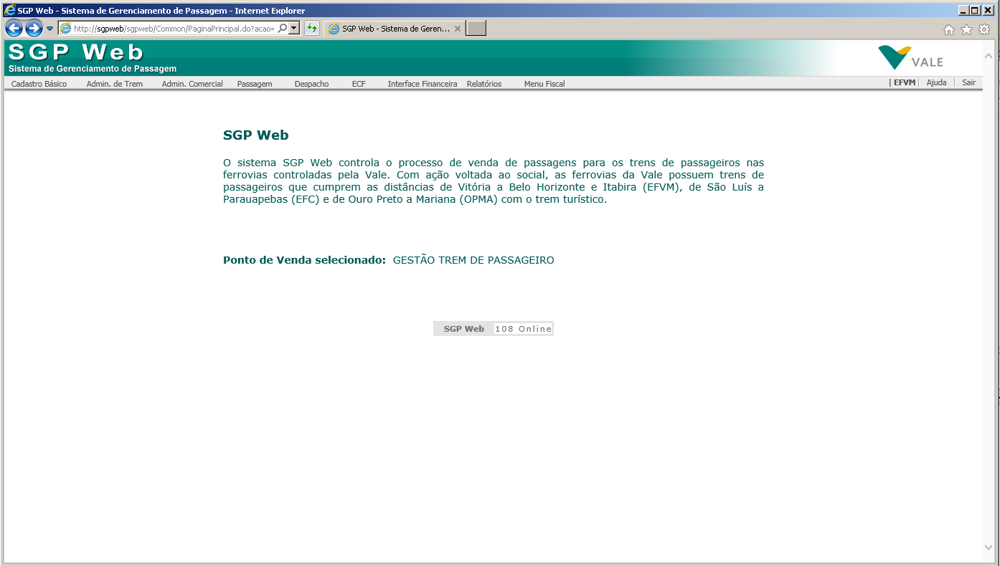 SGP Web - Sistema de Gerenciamento de Passagem - Internet Explorer
http://sgpweb/sgpweb/Common/PaginaPrincipal.do?acao=
SGP Web - Sistema de Geren...
SGP Web
Sistema de Gerenciamento de Passagem
VALE
Cadastro Básico Admin. de Trem Admin. Comercial Passagem Despacho ECF Interface Financeira Relatórios Menu Fiscal | EFVM Ajuda Sair
SGP Web
O sistema SGP Web controla o processo de venda de passagens para os trens de passageiros nas
ferrovias controladas pela Vale. Com ação voltada ao social, as ferrovias da Vale possuem trens de
passageiros que cumprem as distâncias de Vitória a Belo Horizonte e Itabira (EFVM), de São Luís a
Parauapebas (EFC) e de Ouro Preto a Mariana (OPMA) com o trem turístico.
Ponto de Venda selecionado: GESTÃO TREM DE PASSAGEIRO
SGP Web 108 Online